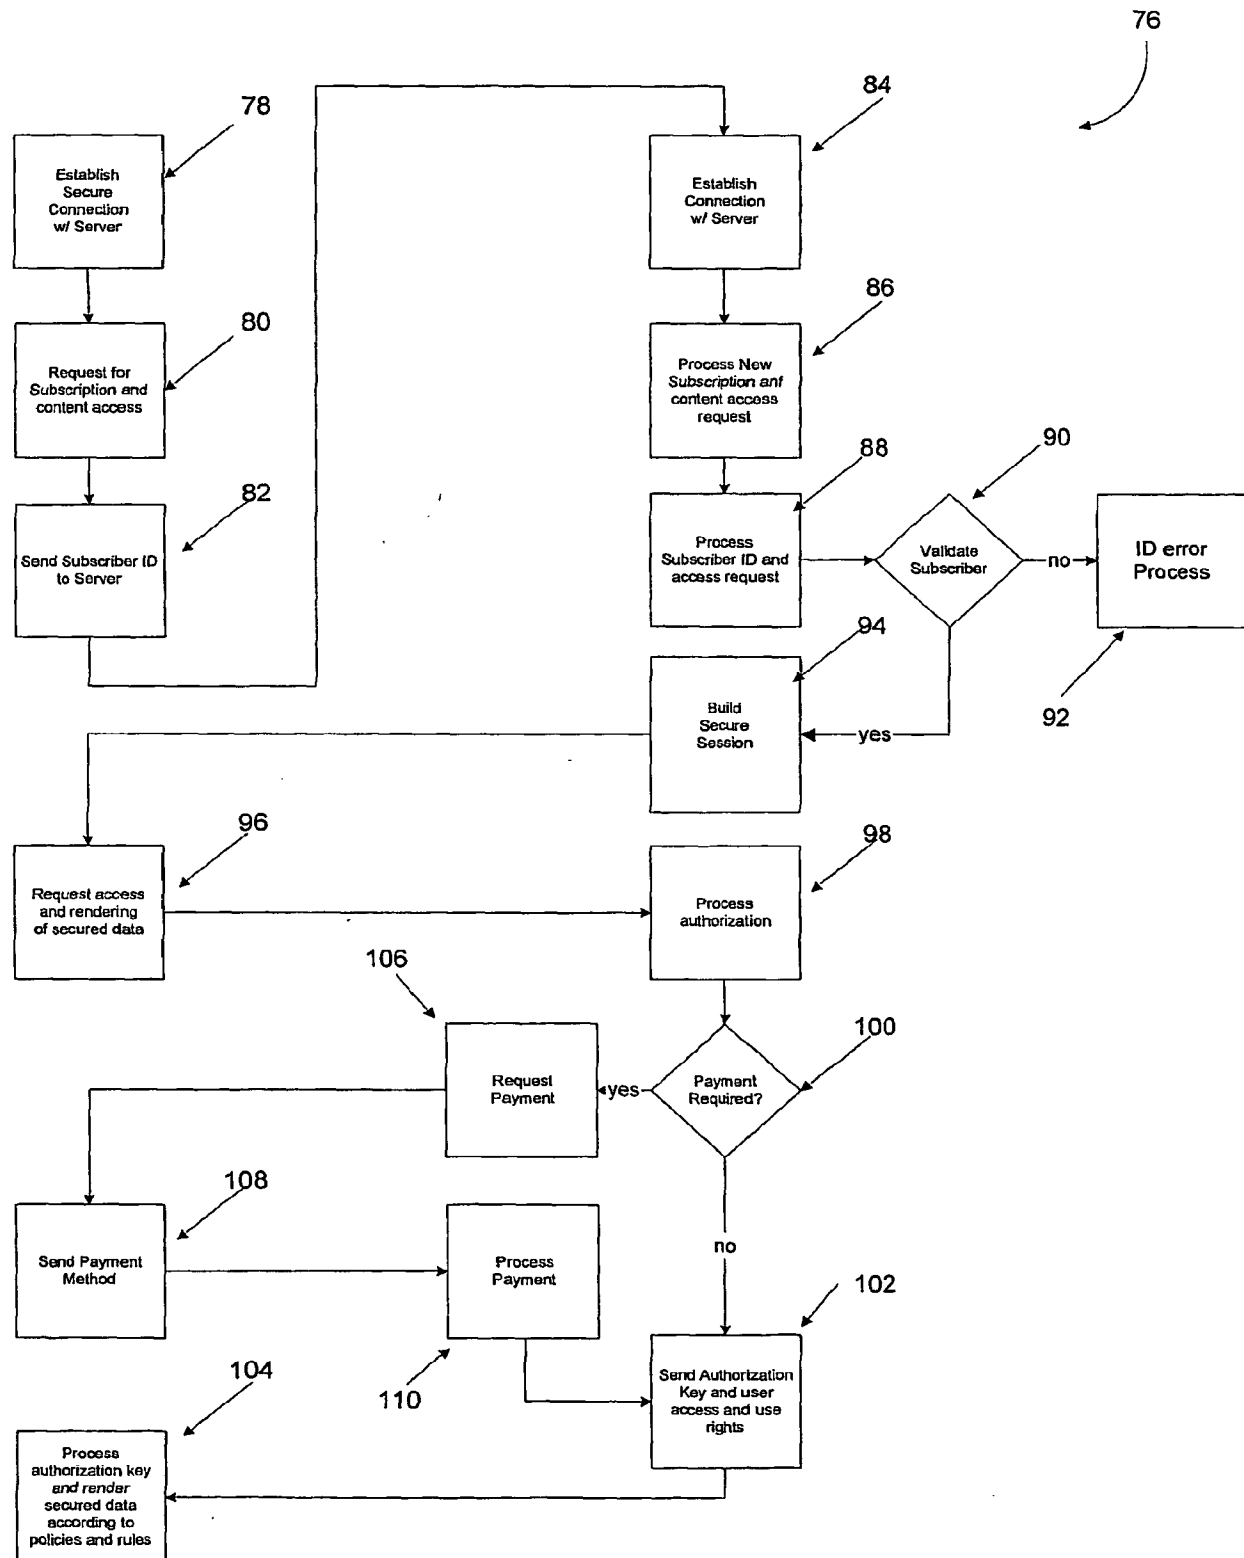 76
78
84
Establish
Secure
Connection
w/ Server
Establish
Connection
w/ Server
80
86
Request for
Subscription and
content access
Process New
Subscription anf
content access
request
82
88
90
Send Subscriber ID
to Server
Process
Subscriber ID and
access request
Validate
Subscriber
no
ID error
Process
94
92
Build
Secure
Session
yes
96
98
Request access
and rendering
of secured data
Process
authorization
106
100
Request
Payment
yes
Payment
Required?
108
Send Payment
Method
Process
Payment
no
102
104
110
Send Authorization
Key and user
access and use
rights
Process
authorization key
and render
secured data
according to
policies and rules